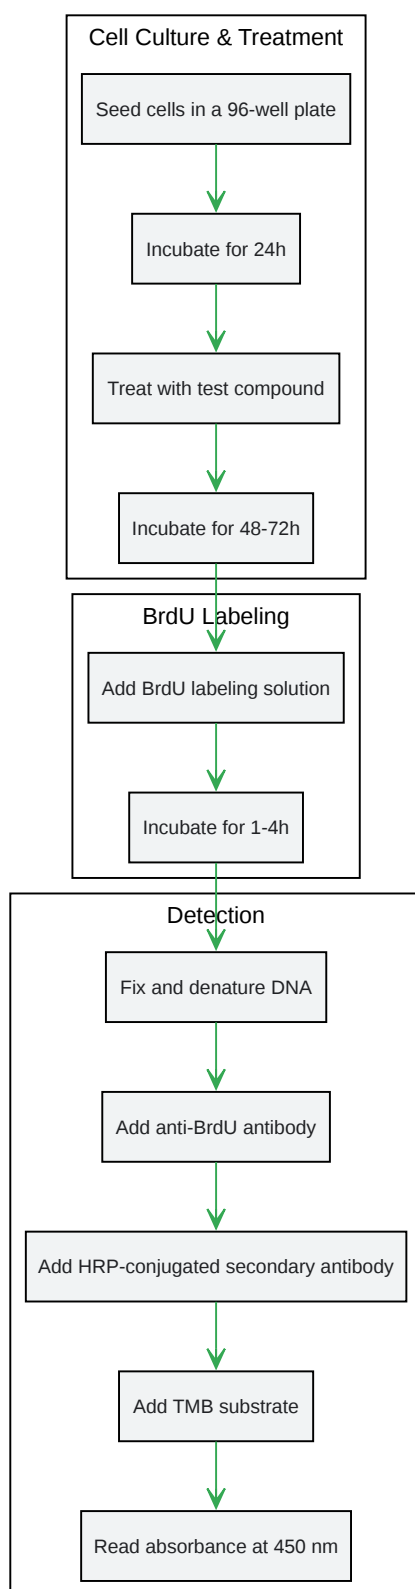 Cell Culture & Treatment
Seed cells in a 96-well plate
Incubate for 24h
Treat with test compound
Incubate for 48-72h
BrdU Labeling
Add BrdU labeling solution
Incubate for 1-4h
Detection
Fix and denature DNA
Add anti-BrdU antibody
Add HRP-conjugated secondary antibody
Add TMB substrate
Read absorbance at 450 nm